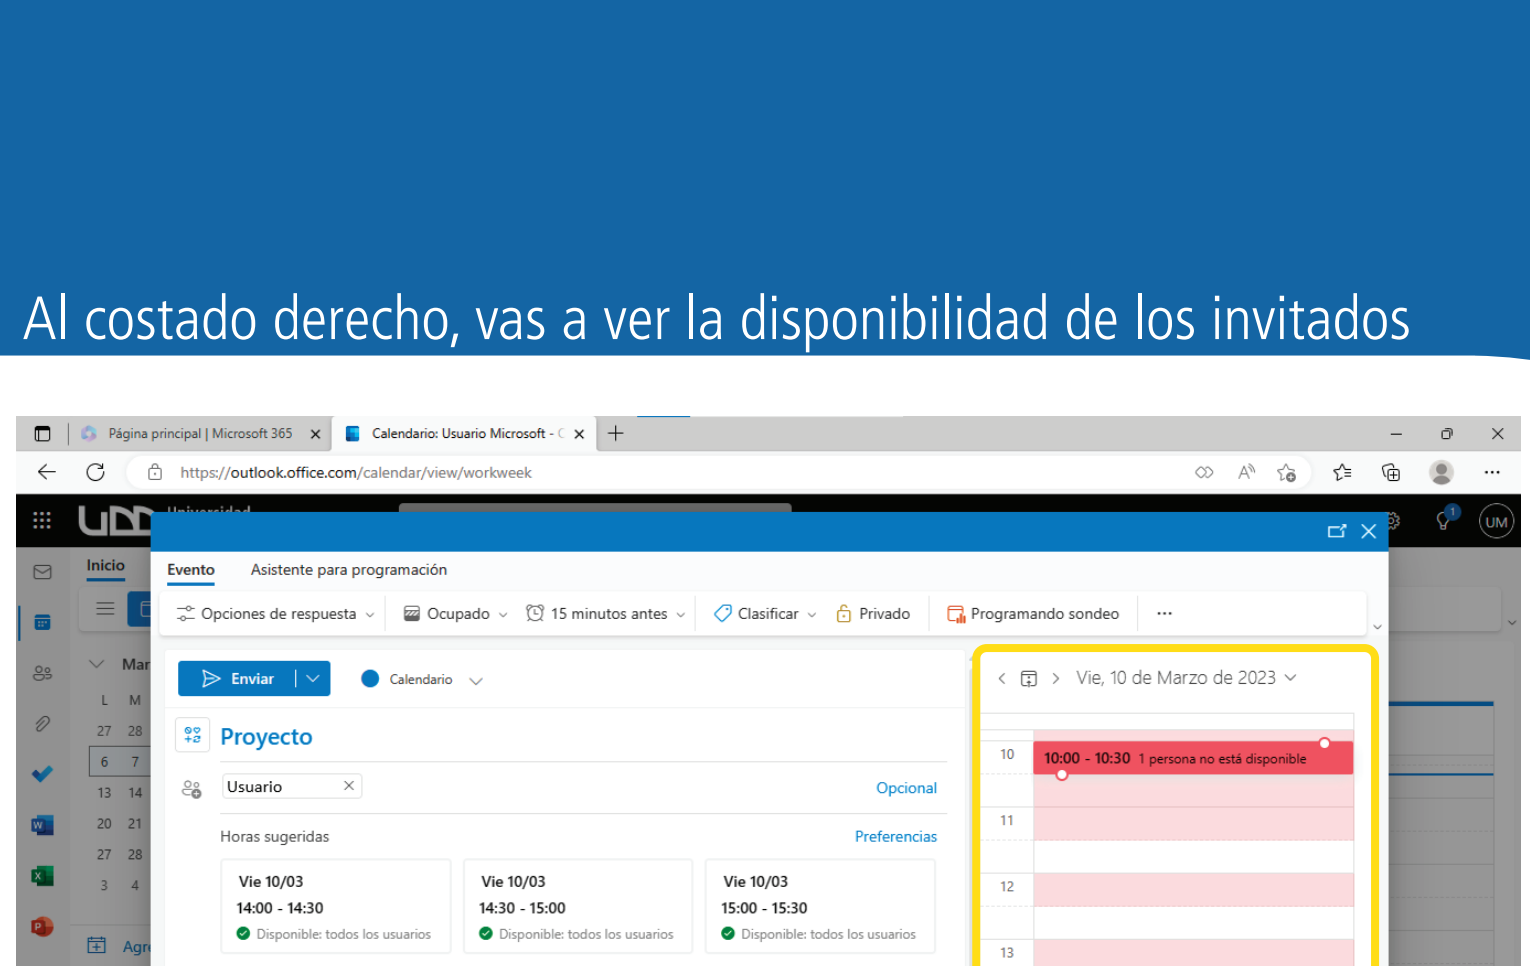 Al costado derecho, vas a ver la disponibilidad de los invitados
Página principal | Microsoft 365
Calendario: Usuario Microsoft -
https://outlook.office.com/calendar/view/workweek
UDD
Universidad
1
UM
Inicio
Evento
Asistente para programación
Opciones de respuesta
Ocupado
15 minutos antes
Clasificar
Privado
Programando sondeo
...
Mar
L M
27 28
6 7
13 14
20 21
27 28
3 4
Agre
Enviar
Calendario
Proyecto
Usuario
Opcional
Horas sugeridas
Preferencias
Vie 10/03
14:00 - 14:30
Disponible: todos los usuarios
Vie 10/03
14:30 - 15:00
Disponible: todos los usuarios
Vie 10/03
15:00 - 15:30
Disponible: todos los usuarios
Vie, 10 de Marzo de 2023
10
10:00 - 10:30 1 persona no está disponible
11
12
13